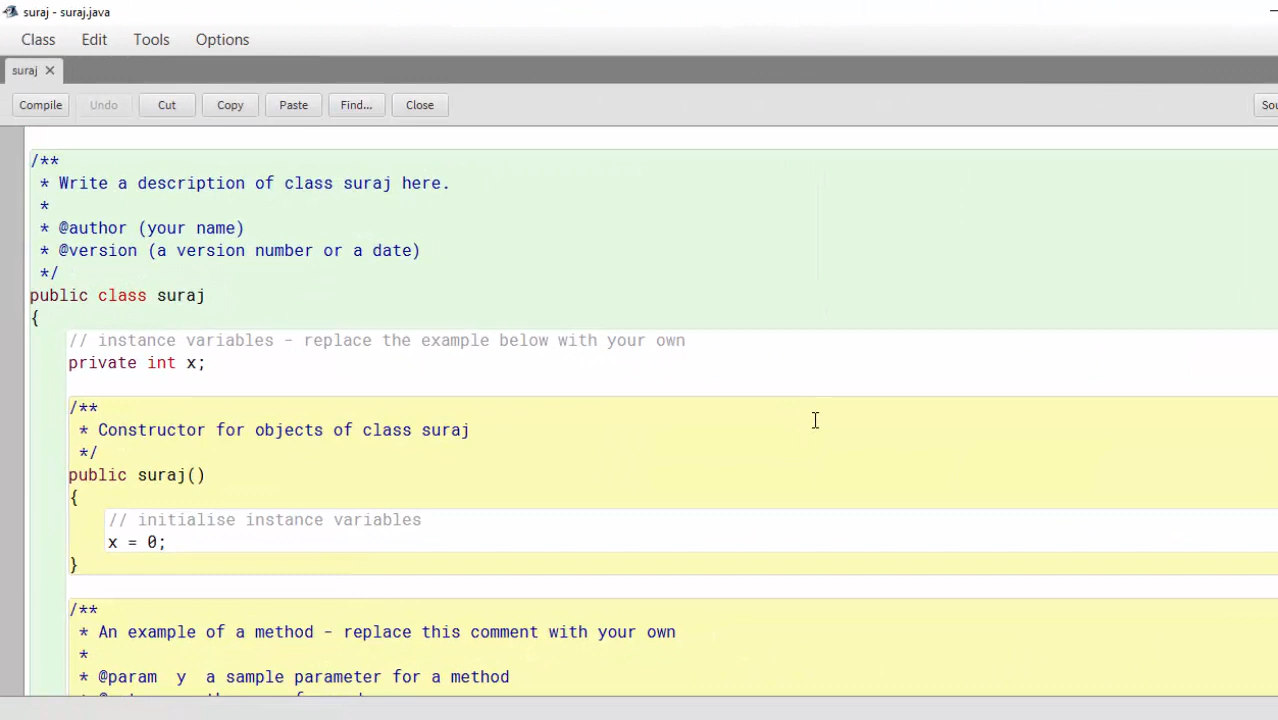 suraj - suraj.java
Class Edit Tools Options
suraj
Compile Undo Cut Copy Paste Find... Close
/**
* Write a description of class suraj here.
*
* @author (your name)
* @version (a version number or a date)
*/
public class suraj
{
// instance variables - replace the example below with your own
private int x;
/**
* Constructor for objects of class suraj
*/
public suraj()
{
// initialise instance variables
x = 0;
}
/**
* An example of a method - replace this comment with your own
*
* @param y a sample parameter for a method